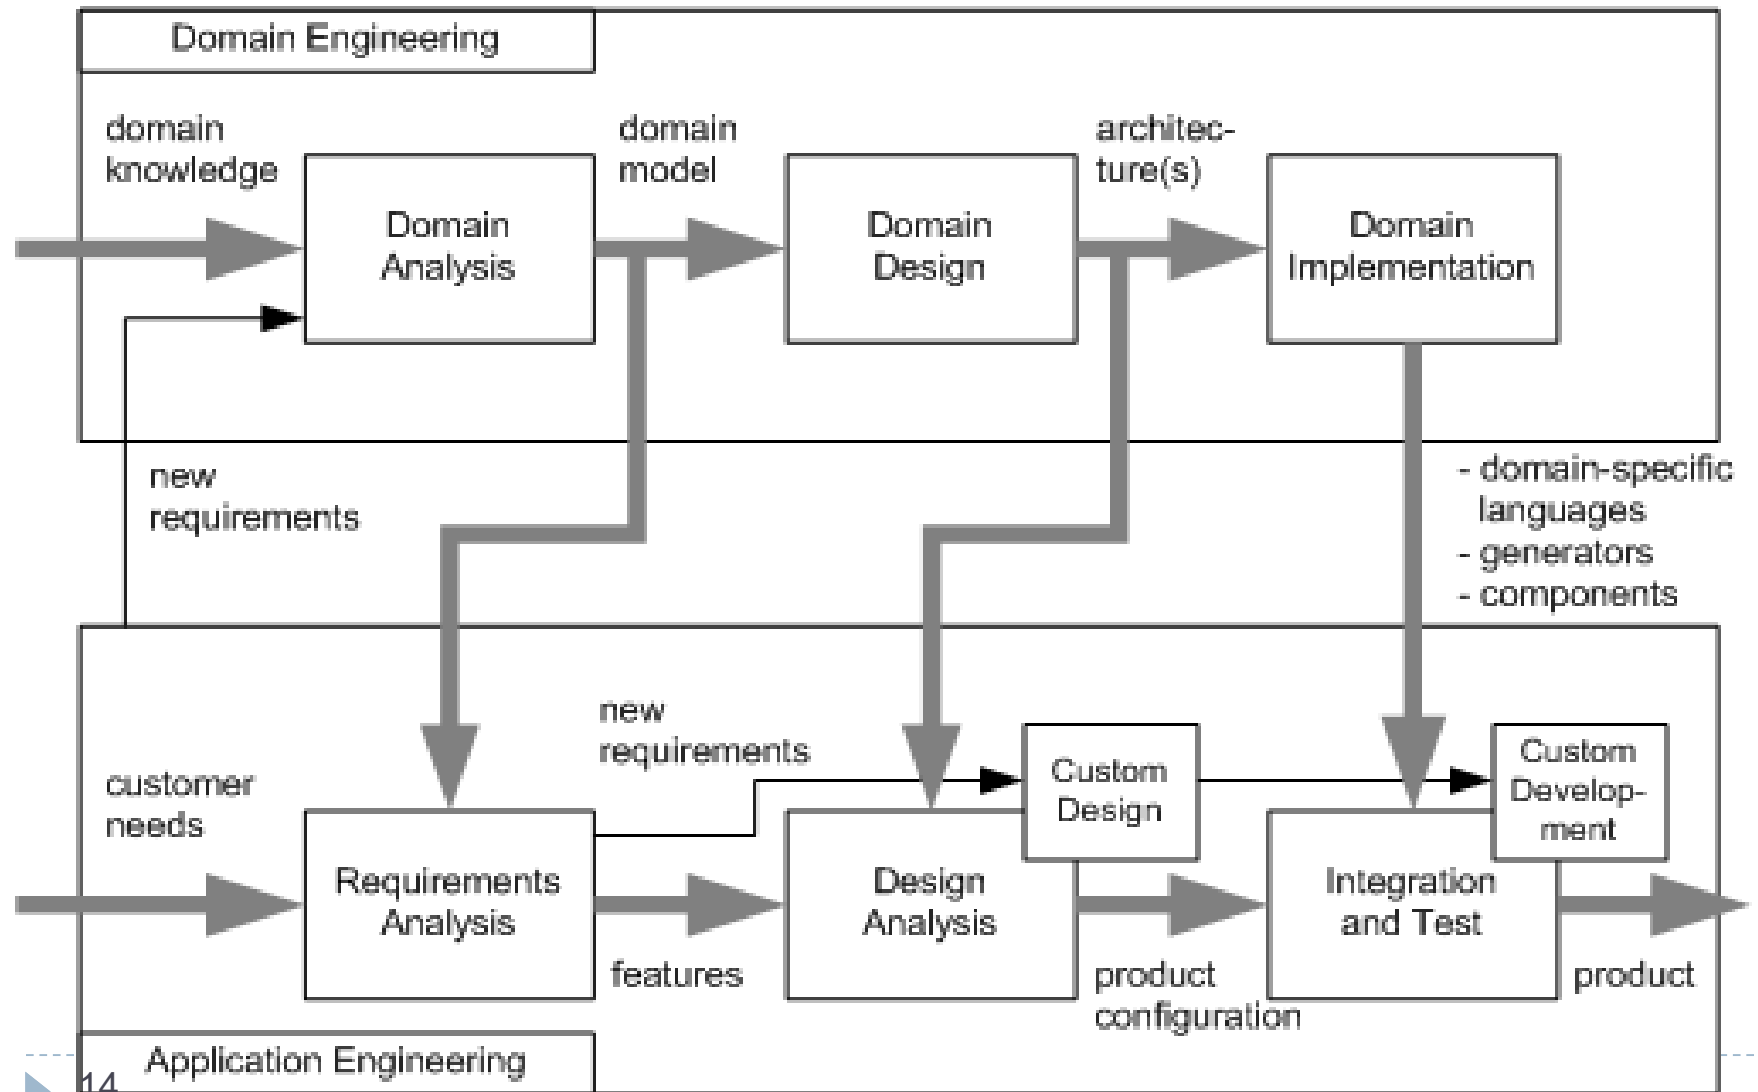 Domain Engineering
domain
knowledge
domain
model
architec-
ture(s)
Domain
Analysis
Domain
Design
Domain
Implementation
new
requirements
- domain-specific
languages
- generators
- components
new
requirements
customer
needs
Custom
Design
Custom
Develop-
ment
Requirements
Analysis
Design
Analysis
Integration
and Test
features
product
configuration
product
Application Engineering
14